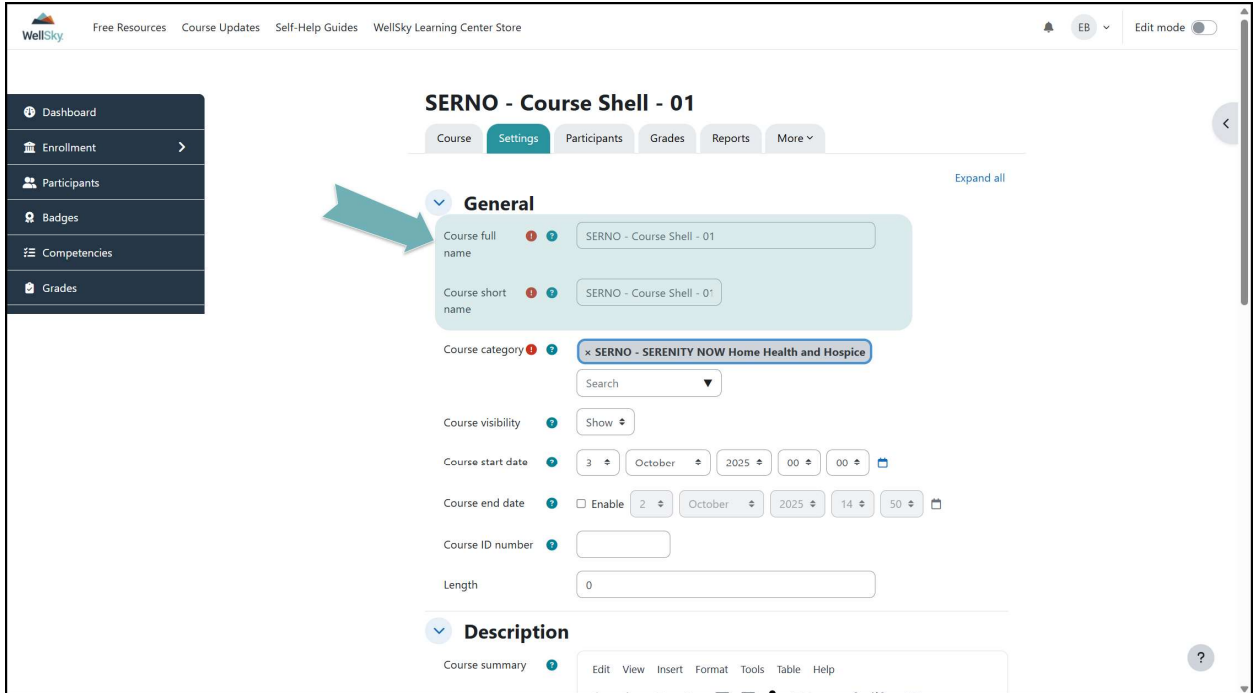 WellSky
Free Resources Course Updates Self-Help Guides WellSky Learning Center Store
EB
Edit mode
Dashboard
Enrollment
Participants
Badges
Competencies
Grades
SERNO - Course Shell - 01
Course Settings Participants Grades Reports More
Expand all
General
Course full
name
SERNO - Course Shell - 01
Course short
name
SERNO - Course Shell - 01
Course category
× SERNO - SERENITY NOW Home Health and Hospice
Search
Course visibility
Show
Course start date
3 October 2025 00 00
Course end date
Enable 2 October 2025 14 50
Course ID number
Length
0
Description
Course summary
Edit View Insert Format Tools Table Help
?